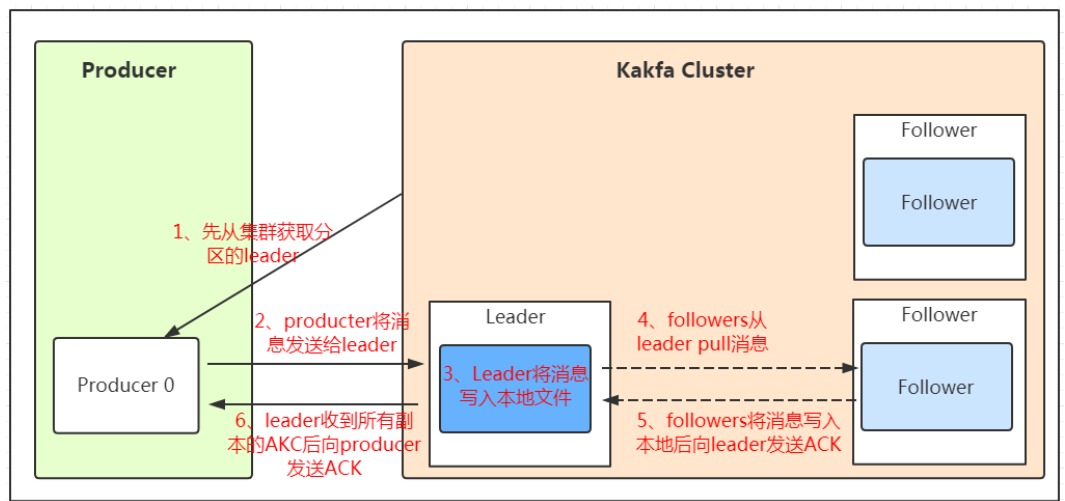 Producer
Kakfa Cluster
Follower
Follower
1、先从集群获取分
区的leader
2、producter将消
息发送给leader
Leader
4、followers从
leader pull消息
Follower
Producer 0
3、Leader将消息
写入本地文件
Follower
6、leader收到所有副
本的AKC后向producer
发送ACK
5、followers将消息写入
本地后向leader发送ACK